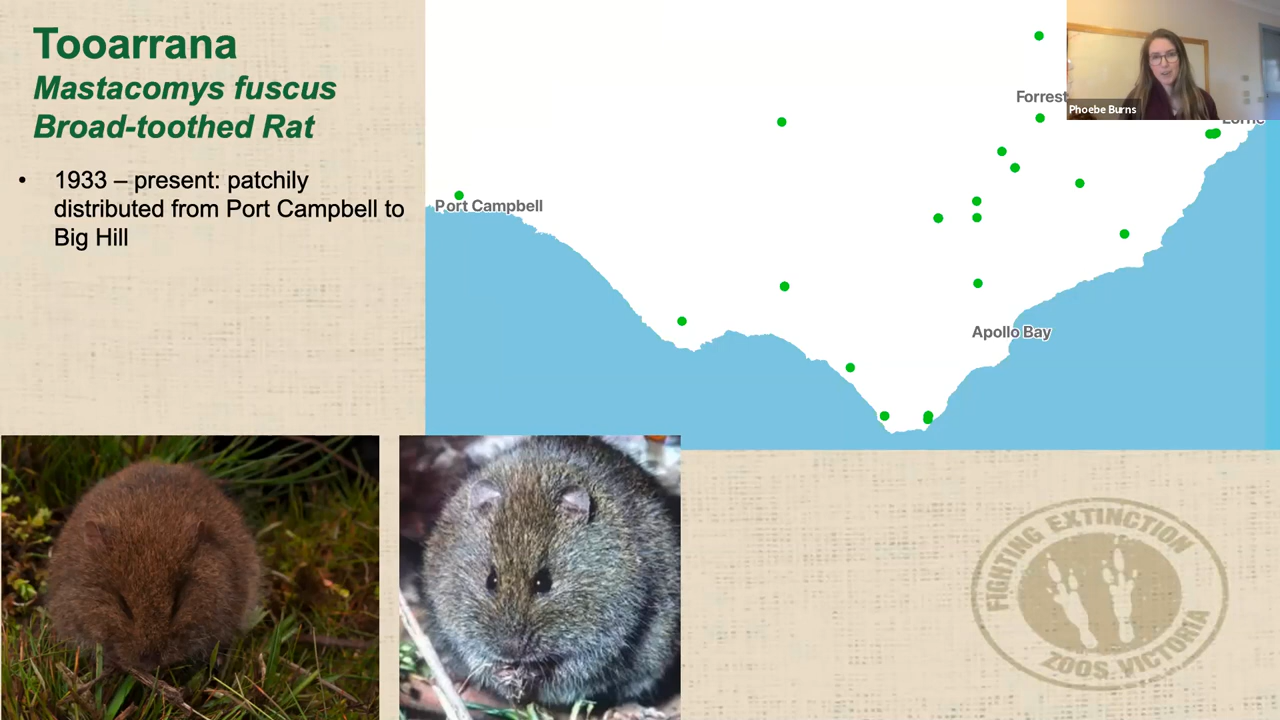 Tooarrana
Mastacomys fuscus
Broad-toothed Rat
• 1933 – present: patchily
distributed from Port Campbell to
Big Hill
Forrest
Phoebe Burns
Lorne
Port Campbell
Apollo Bay
FIGHTING EXTINCTION
ZOOS VICTORIA